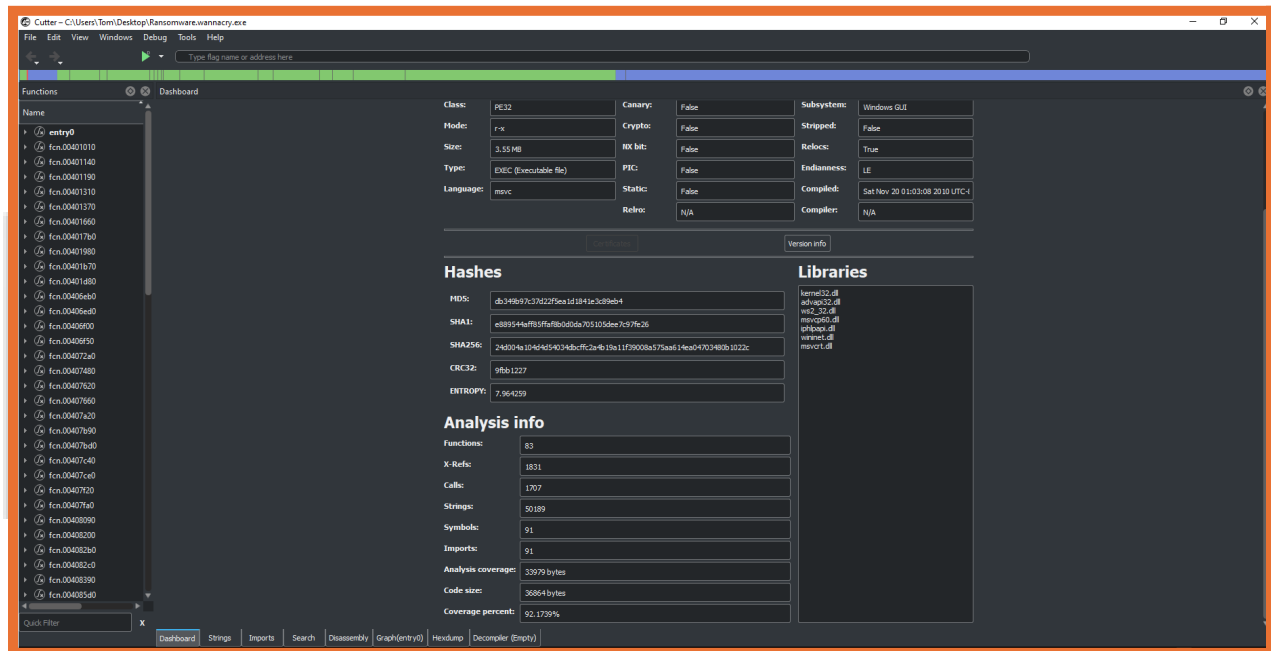 Cutter – C:\Users\Tom\Desktop\Ransomware.wannacry.exe
File Edit View Windows Debug Tools Help
Type flag name or address here
Functions
Dashboard
Name
entry0
fcn.00401010
fcn.00401140
fcn.00401190
fcn.00401310
fcn.00401370
fcn.00401660
fcn.004017b0
fcn.00401980
fcn.00401b70
fcn.00401d80
fcn.00406eb0
fcn.00406ed0
fcn.00406f00
fcn.00406f50
fcn.004072a0
fcn.00407480
fcn.00407620
fcn.00407660
fcn.00407a20
fcn.00407b90
fcn.00407bd0
fcn.00407c40
fcn.00407ce0
fcn.00407f20
fcn.00407fa0
fcn.00408090
fcn.00408200
fcn.004082b0
fcn.004082c0
fcn.00408390
fcn.004085d0
Quick Filter X
Class: PE32 Canary: False Subsystem: Windows GUI
Mode: r-x Crypto: False Stripped: False
Size: 3.55 MB NX bit: False Relocs: True
Type: EXEC (Executable file) PIC: False Endianness: LE
Language: msvc Static: False Compiled: Sat Nov 20 01:03:08 2010 UTC-
Relro: N/A Compiler: N/A
Certificates Version info
Hashes
MD5: db349b97c37d22f5ea1d1841e3c89eb4
SHA1: e889544aff85ffaf8b0d0da705105dee7c97fe26
SHA256: 24d004a104d4d54034dbcffc2a4b19a11f39008a575aa614ea04703480b1022c
CRC32: 9fbb1227
ENTROPY: 7.964259
Libraries
kernel32.dll
advapi32.dll
ws2_32.dll
msvcp60.dll
iphlpapi.dll
wininet.dll
msvcrt.dll
Analysis info
Functions: 83
X-Refs: 1831
Calls: 1707
Strings: 50189
Symbols: 91
Imports: 91
Analysis coverage: 33979 bytes
Code size: 36864 bytes
Coverage percent: 92.1739%
Dashboard Strings Imports Search Disassembly Graph(entry0) Hexdump Decompiler (Empty)